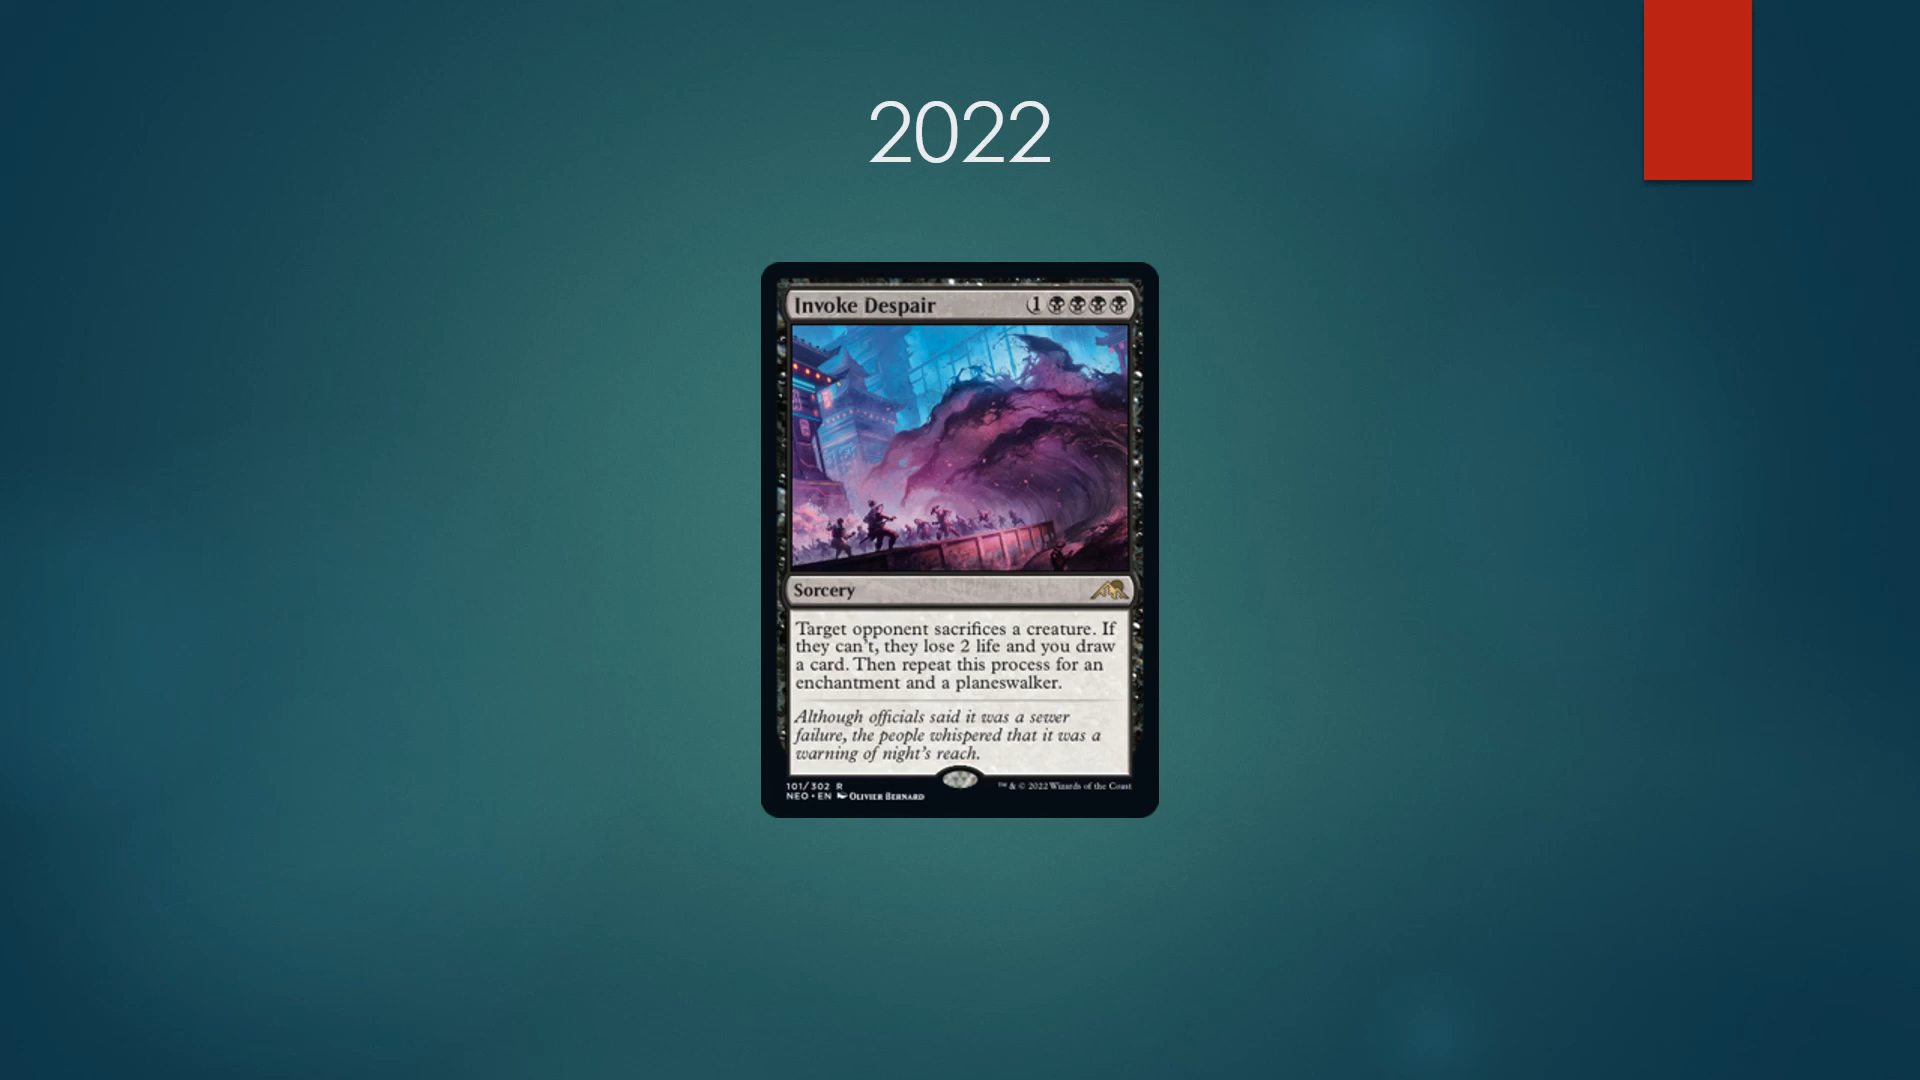 2022
Invoke Despair 1
Sorcery
Target opponent sacrifices a creature. If
they can't, they lose 2 life and you draw
a card. Then repeat this process for an
enchantment and a planeswalker.
Although officials said it was a sewer
failure, the people whispered that it was a
warning of night's reach.
101/302 R
NEO • EN Olivier Bernard
™ & © 2022 Wizards of the Coast